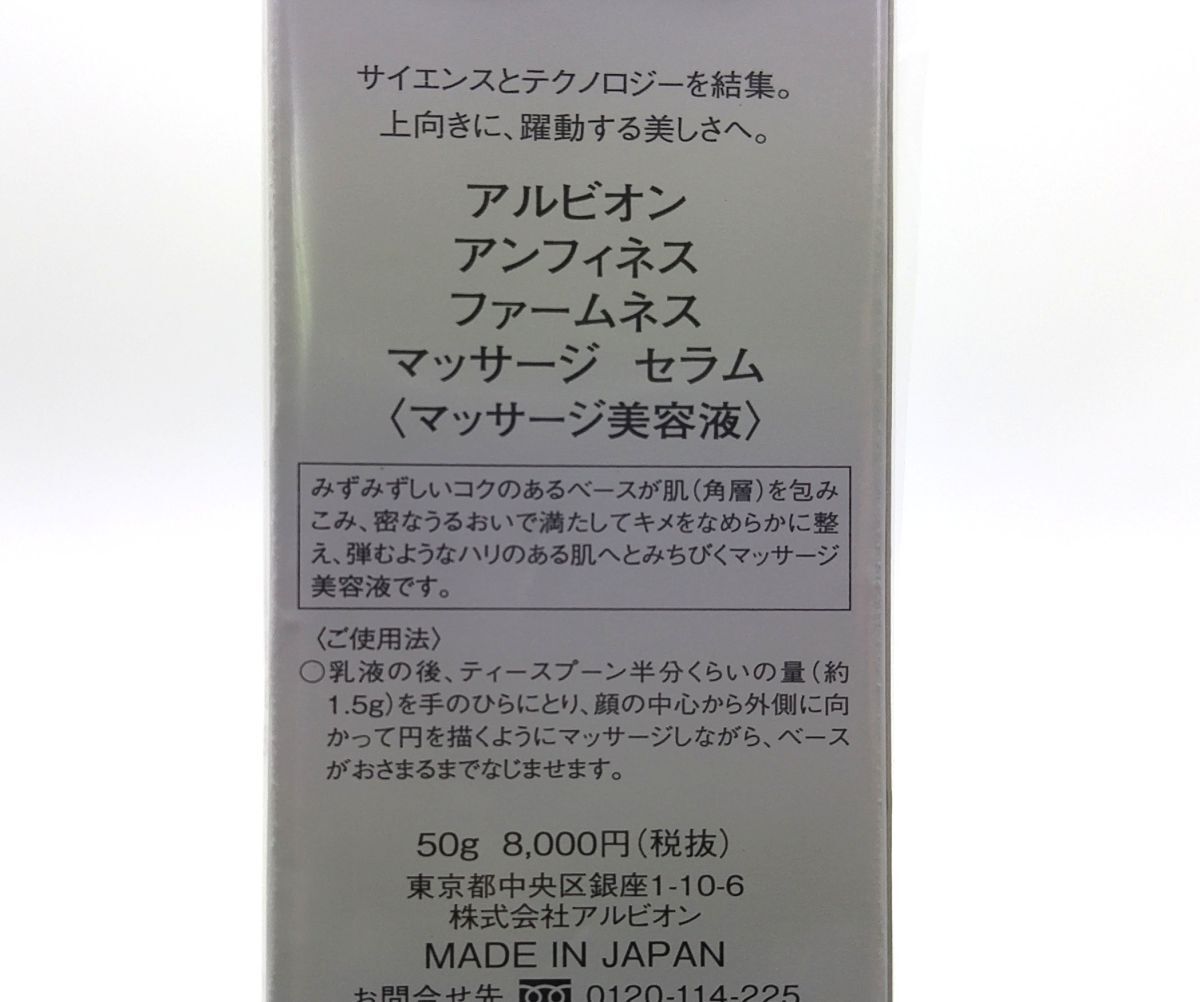 サイエンスとテクノロジーを結集。
上向きに、躍動する美しさへ。
アルビオン
アンフィネス
ファームネス
マッサージ セラム
〈マッサージ美容液〉
みずみずしいコクのあるベースが肌(角層)を包み
こみ、密なうるおいで満たしてキメをなめらかに整
え、弾むようなハリのある肌へとみちびくマッサージ
美容液です。
〈ご使用法〉
○乳液の後、ティースプーン半分くらいの量(約
1.5g)を手のひらにとり、顔の中心から外側に向
かって円を描くようにマッサージしながら、ベース
がおさまるまでなじませます。
50g 8,000円(税抜)
東京都中央区銀座1-10-6
株式会社アルビオン
MADE IN JAPAN
お問合せ先 0120-114-225